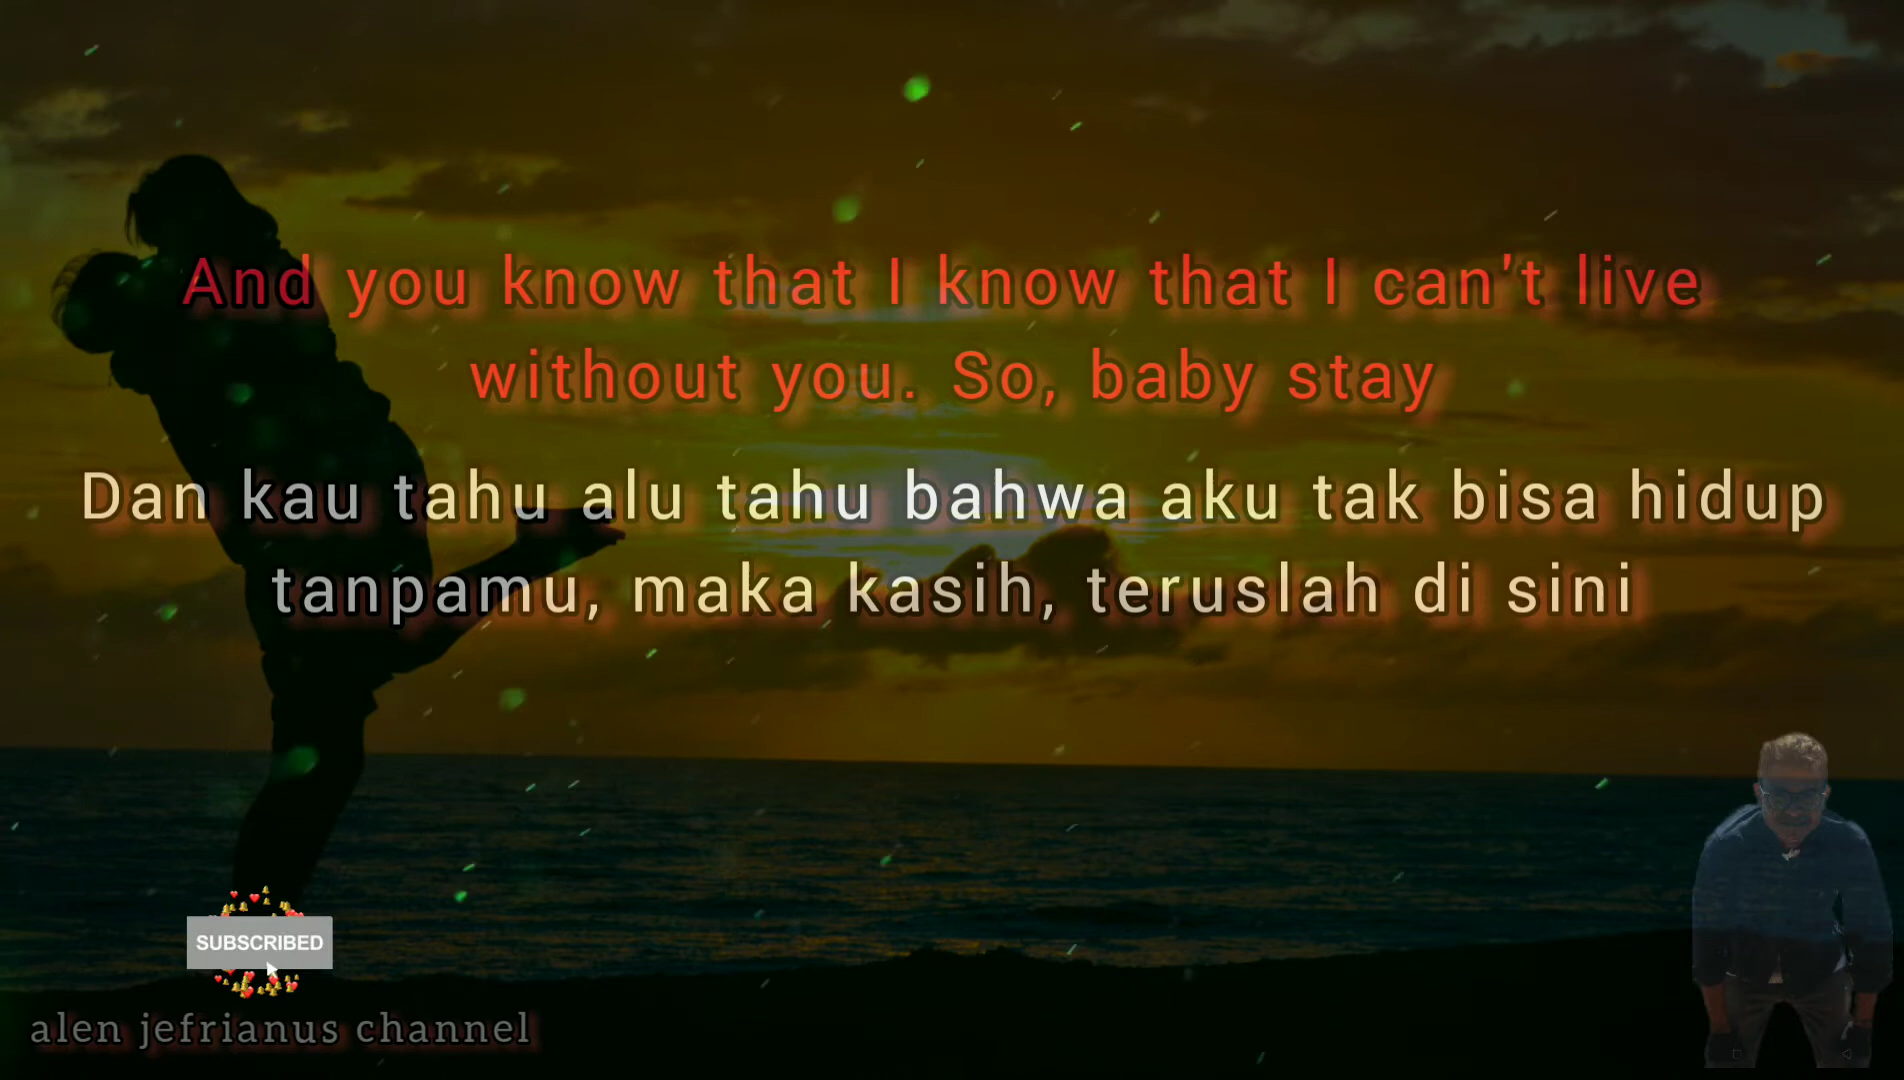 And you know that I know that I can't live
without you. So, baby stay
Dan kau tahu alu tahu bahwa aku tak bisa hidup
tanpamu, maka kasih, teruslah di sini
SUBSCRIBED
alen jefrianus channel